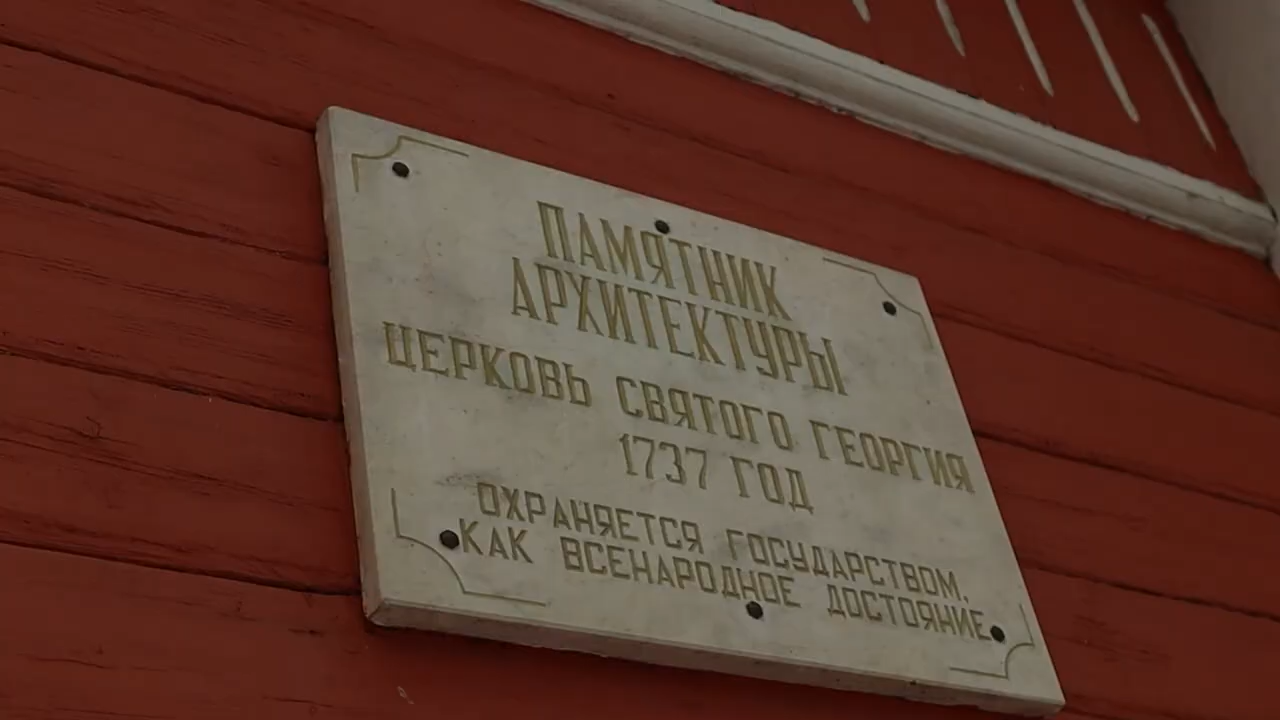 ПАМЯТНИК
АРХИТЕКТУРЫ
ЦЕРКОВЬ СВЯТОГО ГЕОРГИЯ
1737 ГОД
ОХРАНЯЕТСЯ ГОСУДАРСТВОМ,
КАК ВСЕНАРОДНОЕ ДОСТОЯНИЕ